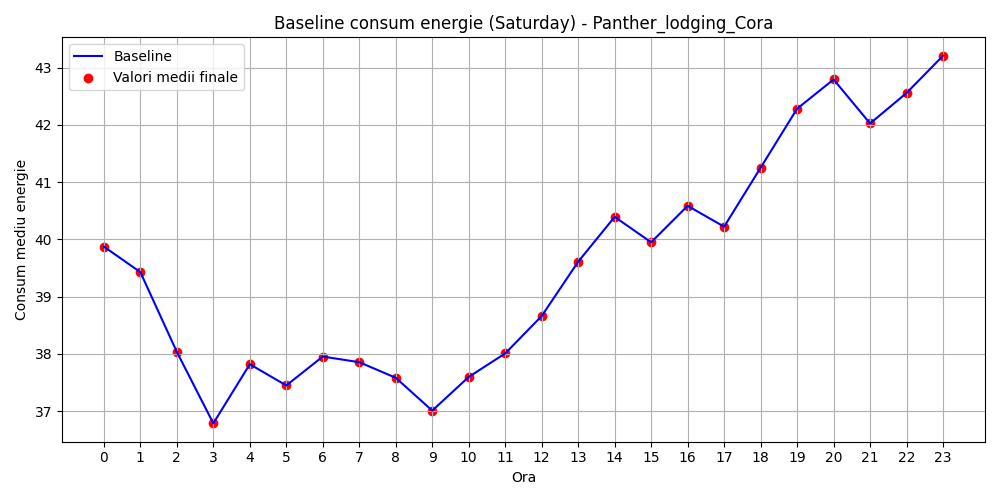 Baseline consum energie (Saturday) - Panther_lodging_Cora
Baseline
Valori medii finale
Consum mediu energie
43
42
41
40
39
38
37
0 1 2 3 4 5 6 7 8 9 10 11 12 13 14 15 16 17 18 19 20 21 22 23
Ora